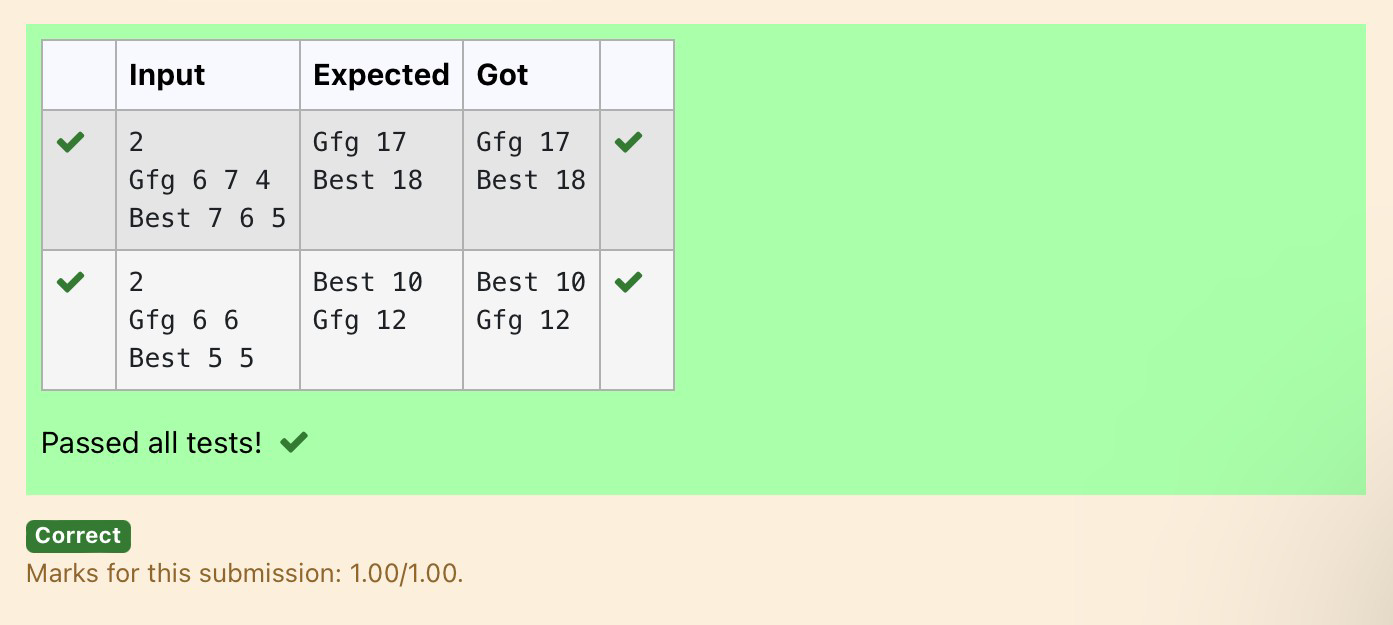 Input Expected Got
2 Gfg 17 Gfg 17
Gfg 6 7 4 Best 18 Best 18
Best 7 6 5
2 Best 10 Best 10
Gfg 6 6 Gfg 12 Gfg 12
Best 5 5
Passed all tests!
Correct
Marks for this submission: 1.00/1.00.